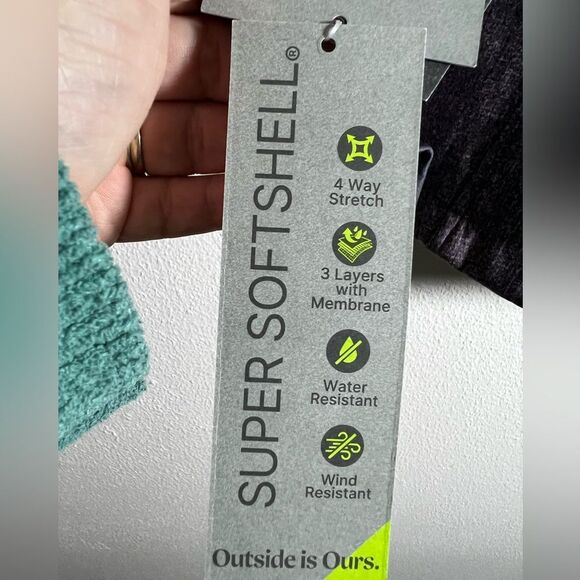 SUPER SOFTSHELL®
4 Way
Stretch
3 Layers
with
Membrane
Water
Resistant
Wind
Resistant
Outside is Ours.